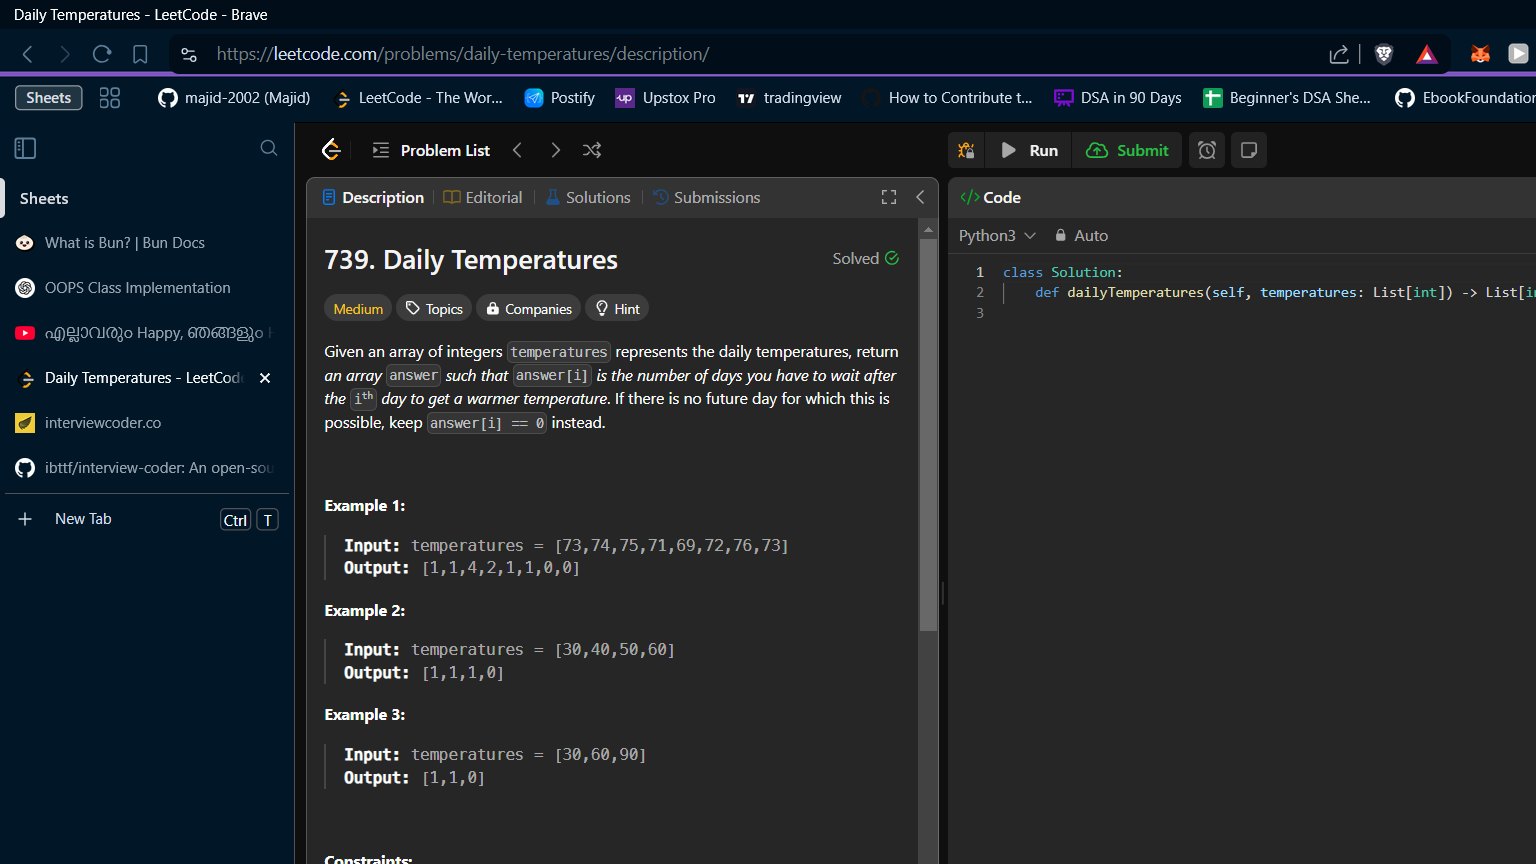 Daily Temperatures - LeetCode - Brave
https://leetcode.com/problems/daily-temperatures/description/
Sheets
majid-2002 (Majid)
LeetCode - The Wor...
Postify
up Upstox Pro
tradingview
How to Contribute t...
DSA in 90 Days
Beginner's DSA She...
EbookFoundation
Problem List
Run
Submit
Sheets
What is Bun? | Bun Docs
OOPS Class Implementation
എല്ലാവരും Happy, ഞങ്ങളും
Daily Temperatures - LeetCode
interviewcoder.co
ibttf/interview-coder: An open-sou
New Tab Ctrl T
Description
Editorial
Solutions
Submissions
739. Daily Temperatures
Solved
Medium
Topics
Companies
Hint
Given an array of integers temperatures represents the daily temperatures, return
an array answer such that answer[i] is the number of days you have to wait after
the ith day to get a warmer temperature. If there is no future day for which this is
possible, keep answer[i] == 0 instead.
Example 1:
Input: temperatures = [73,74,75,71,69,72,76,73]
Output: [1,1,4,2,1,1,0,0]
Example 2:
Input: temperatures = [30,40,50,60]
Output: [1,1,1,0]
Example 3:
Input: temperatures = [30,60,90]
Output: [1,1,0]
Constraints:
</> Code
Python3
Auto
1 class Solution:
2 def dailyTemperatures(self, temperatures: List[int]) -> List[in
3